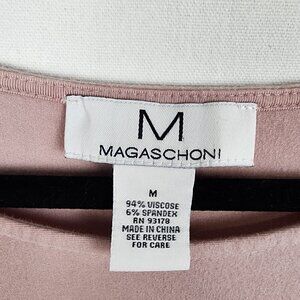 M
MAGASCHONI
M
94% VISCOSE
6% SPANDEX
RN 93178
MADE IN CHINA
SEE REVERSE
FOR CARE